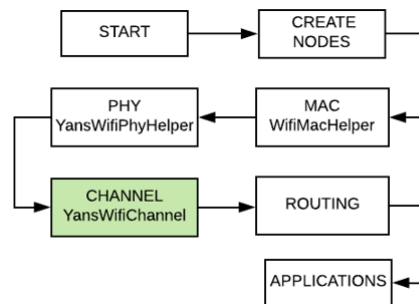 START
CREATE
NODES
PHY
YansWifiPhyHelper
MAC
WifiMacHelper
CHANNEL
YansWifiChannel
ROUTING
APPLICATIONS